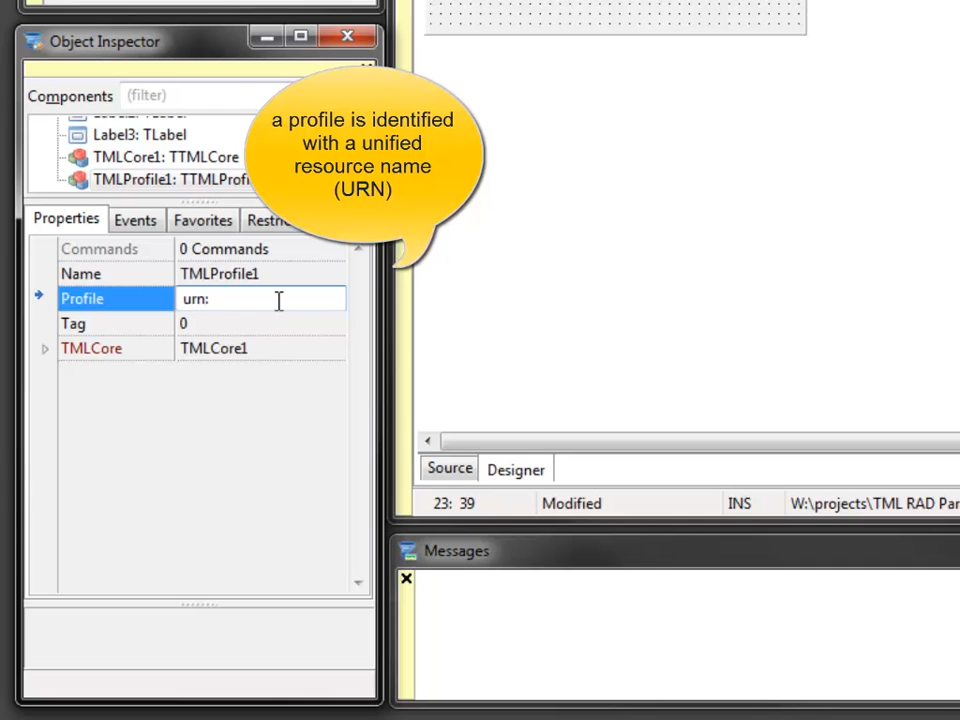 Object Inspector
Components (filter)
Label3: TLabel
TMLCore1: TTMLCore
TMLProfile1: TTMLProfi
a profile is identified
with a unified
resource name
(URN)
Properties Events Favorites Restri
Commands 0 Commands
Name TMLProfile1
Profile urn:
Tag 0
TMLCore TMLCore1
Source Designer
23: 39 Modified INS W:\projects\TML RAD Par
Messages